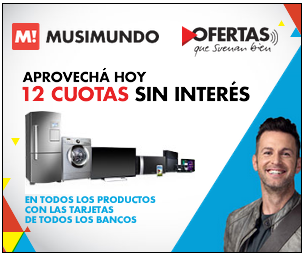 M! MUSIMUNDO
OFERTAS
que suenan bien
APROVECHÁ HOY
12 CUOTAS SIN INTERÉS
EN TODOS LOS PRODUCTOS
CON LAS TARJETAS
DE TODOS LOS BANCOS